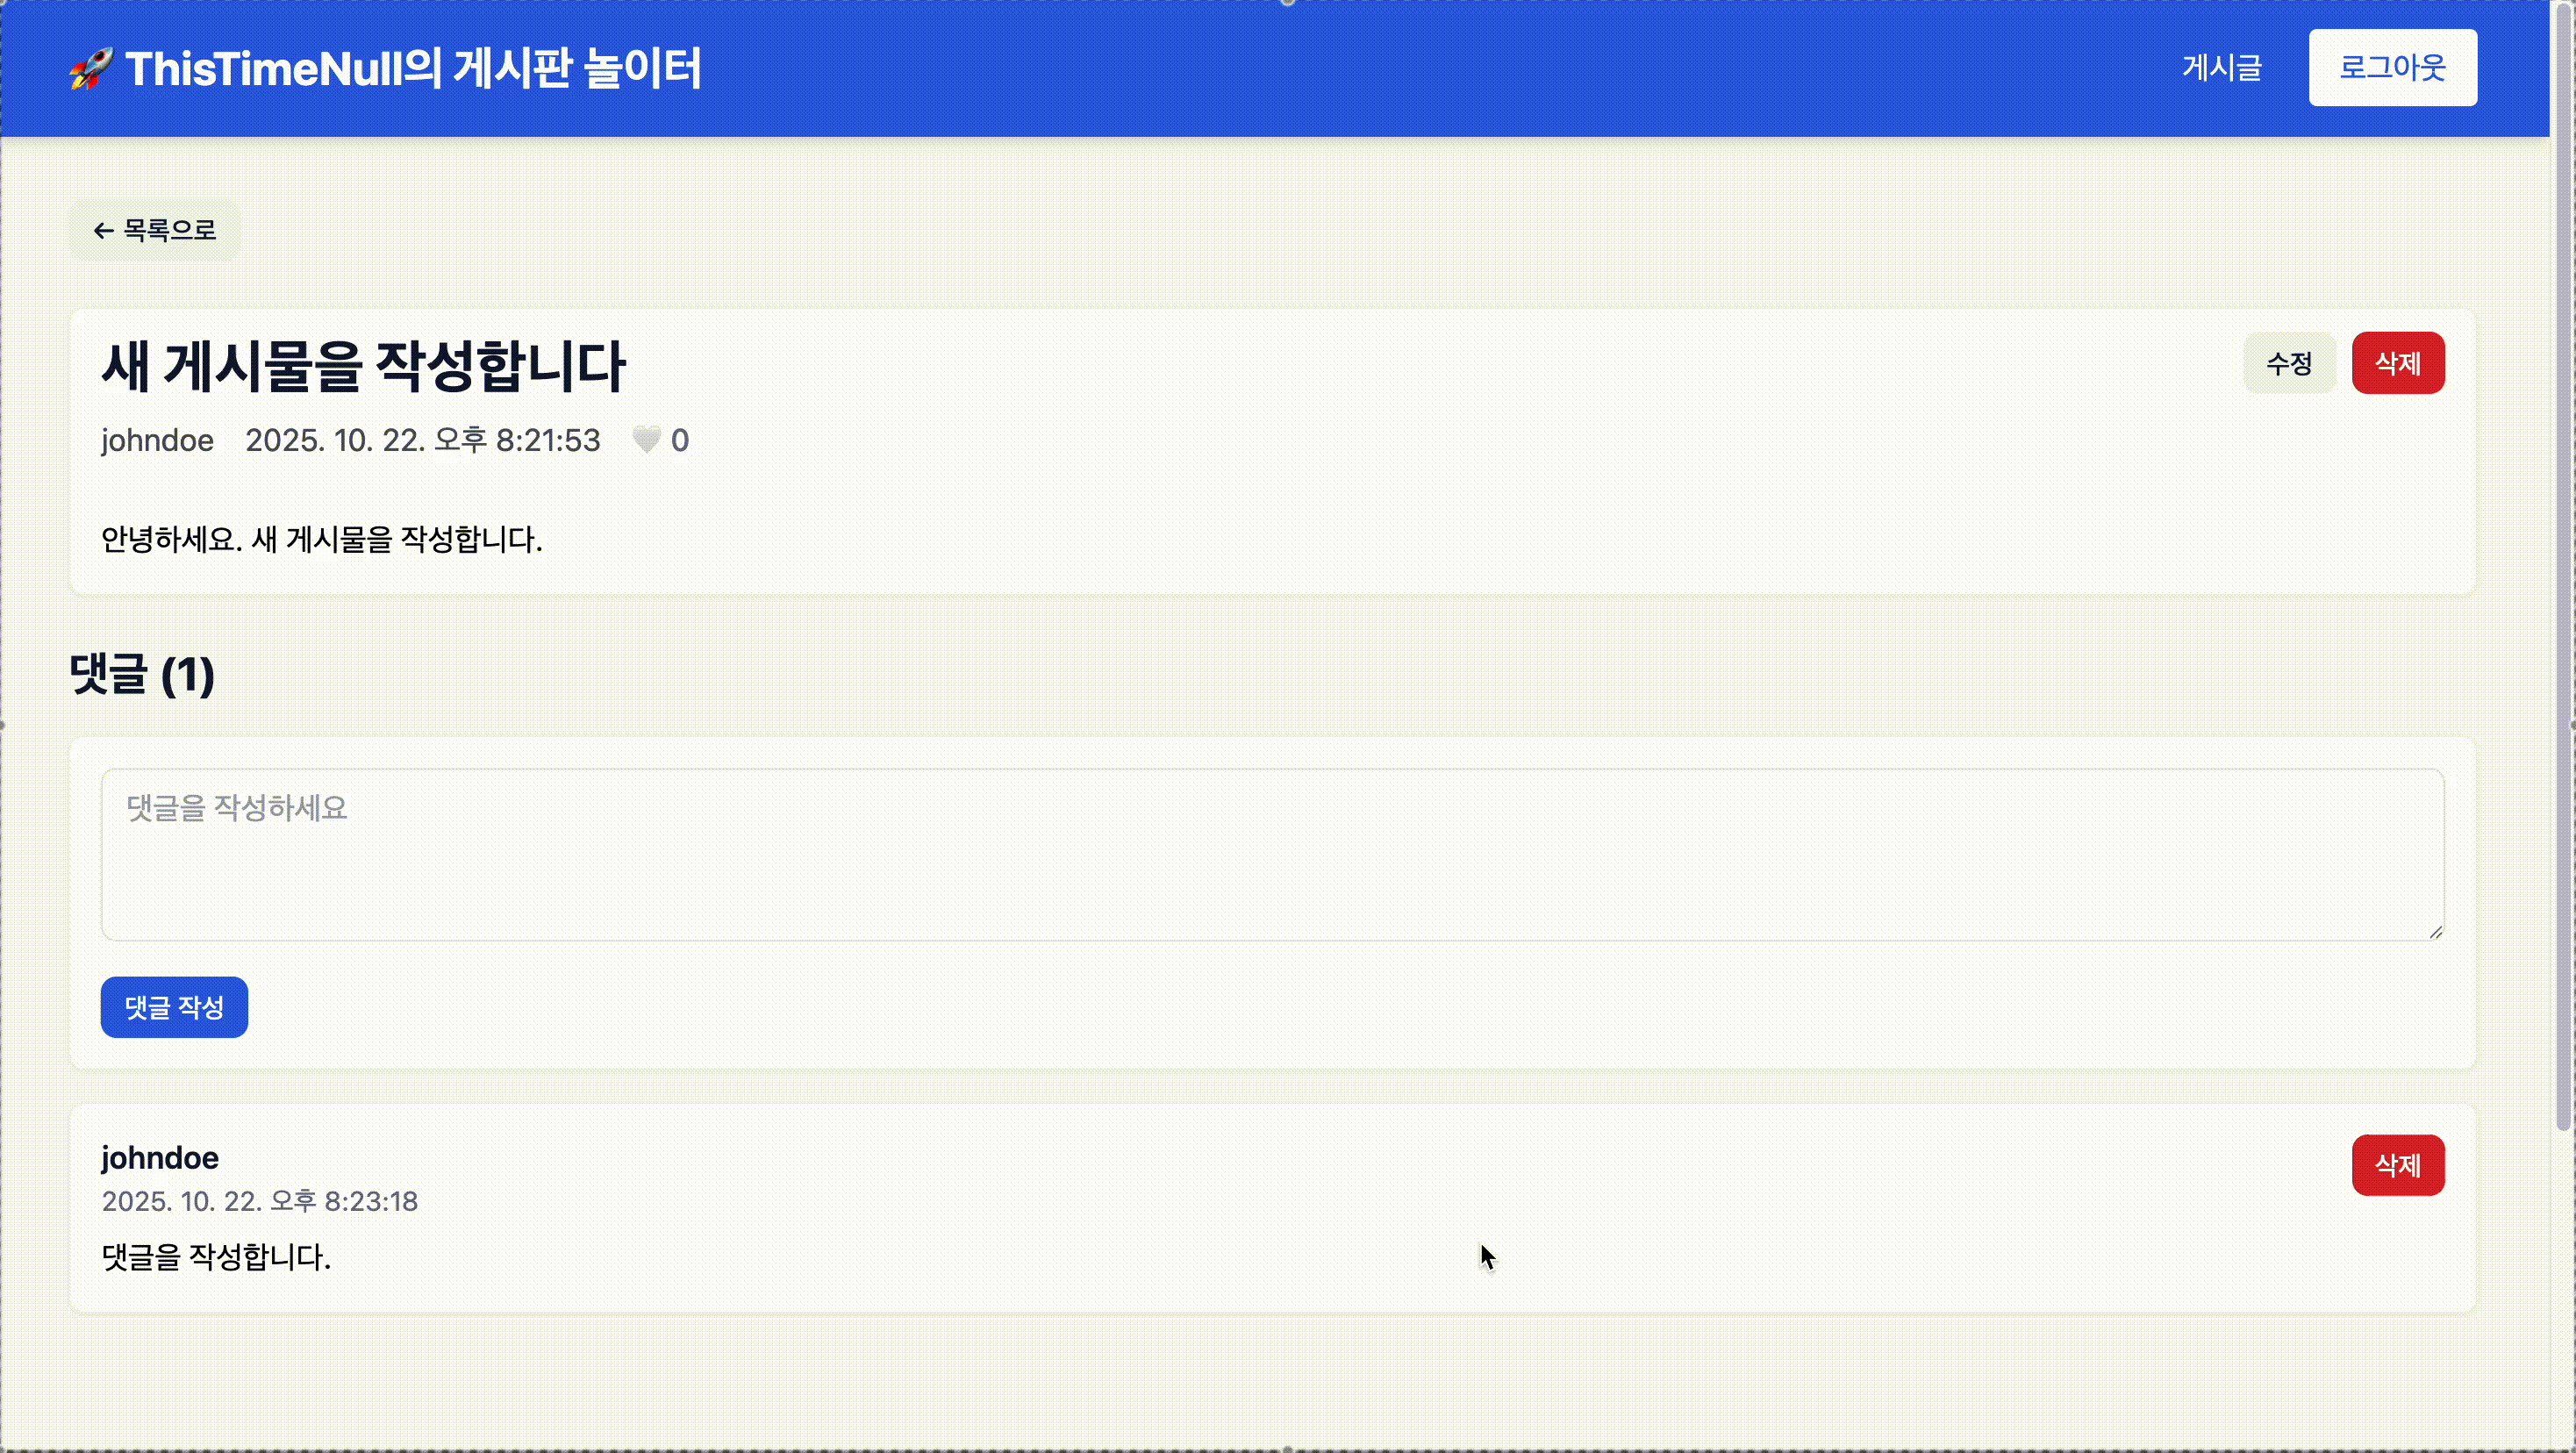 🚀 ThisTimeNull의 게시판 놀이터
게시글
로그아웃
← 목록으로
새 게시물을 작성합니다
수정
삭제
johndoe 2025. 10. 22. 오후 8:21:53 🤍 0
안녕하세요. 새 게시물을 작성합니다.
댓글 (1)
댓글을 작성하세요
댓글 작성
johndoe
삭제
2025. 10. 22. 오후 8:23:18
댓글을 작성합니다.